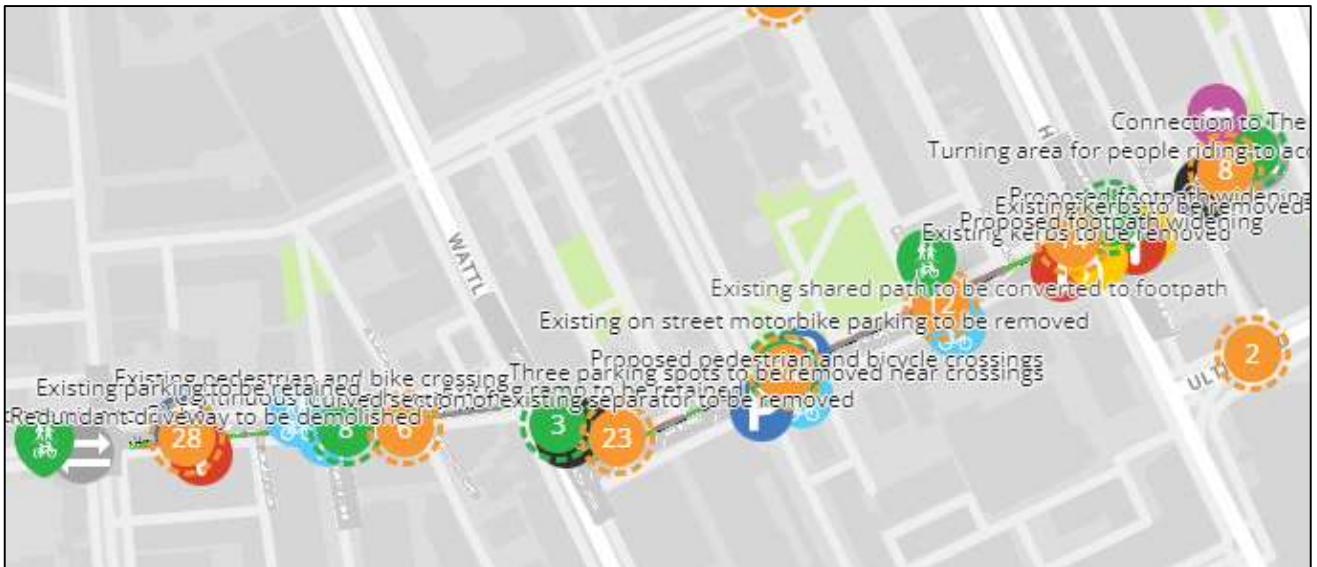 Connection to The
Turning area for people riding to acc
8
Proposed footpath widening
Existing kerbs to be removed
Proposed footpath widening
Existing kerbs to be removed
WATTL
H
Existing shared path to be converted to footpath
12
Existing on street motorbike parking to be removed
2
ULTI
Proposed pedestrian and bicycle crossings
Three parking spots to be removed near crossings
Existing pedestrian and bike crossing
Existing parking to be retained
ramp to be retained
Curved section of existing separator to be removed
Redundant driveway to be demolished
28
8
6
3
23